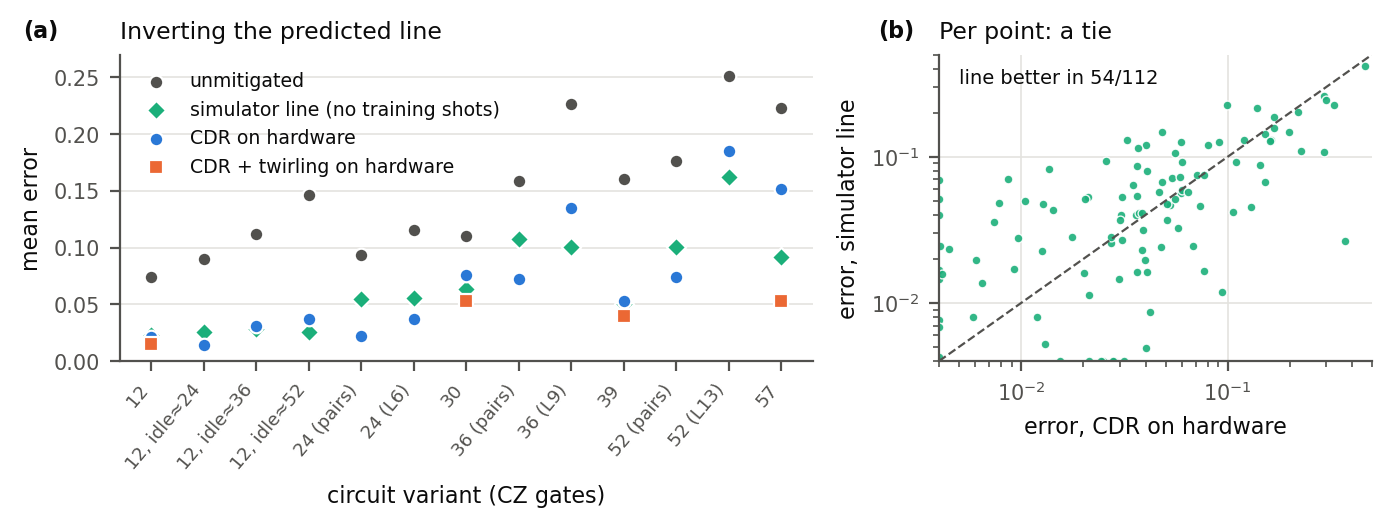 (a) Inverting the predicted line
mean error
0.25
0.20
0.15
0.10
0.05
0.00
unmitigated
simulator line (no training shots)
CDR on hardware
CDR + twirling on hardware
12
12, idle≈24
12, idle≈36
12, idle≈52
24 (pairs)
24 (L6)
30
36 (pairs)
36 (L9)
39
52 (pairs)
52 (L13)
57
circuit variant (CZ gates)
(b) Per point: a tie
line better in 54/112
error, simulator line
10⁻¹
10⁻²
10⁻² 10⁻¹
error, CDR on hardware